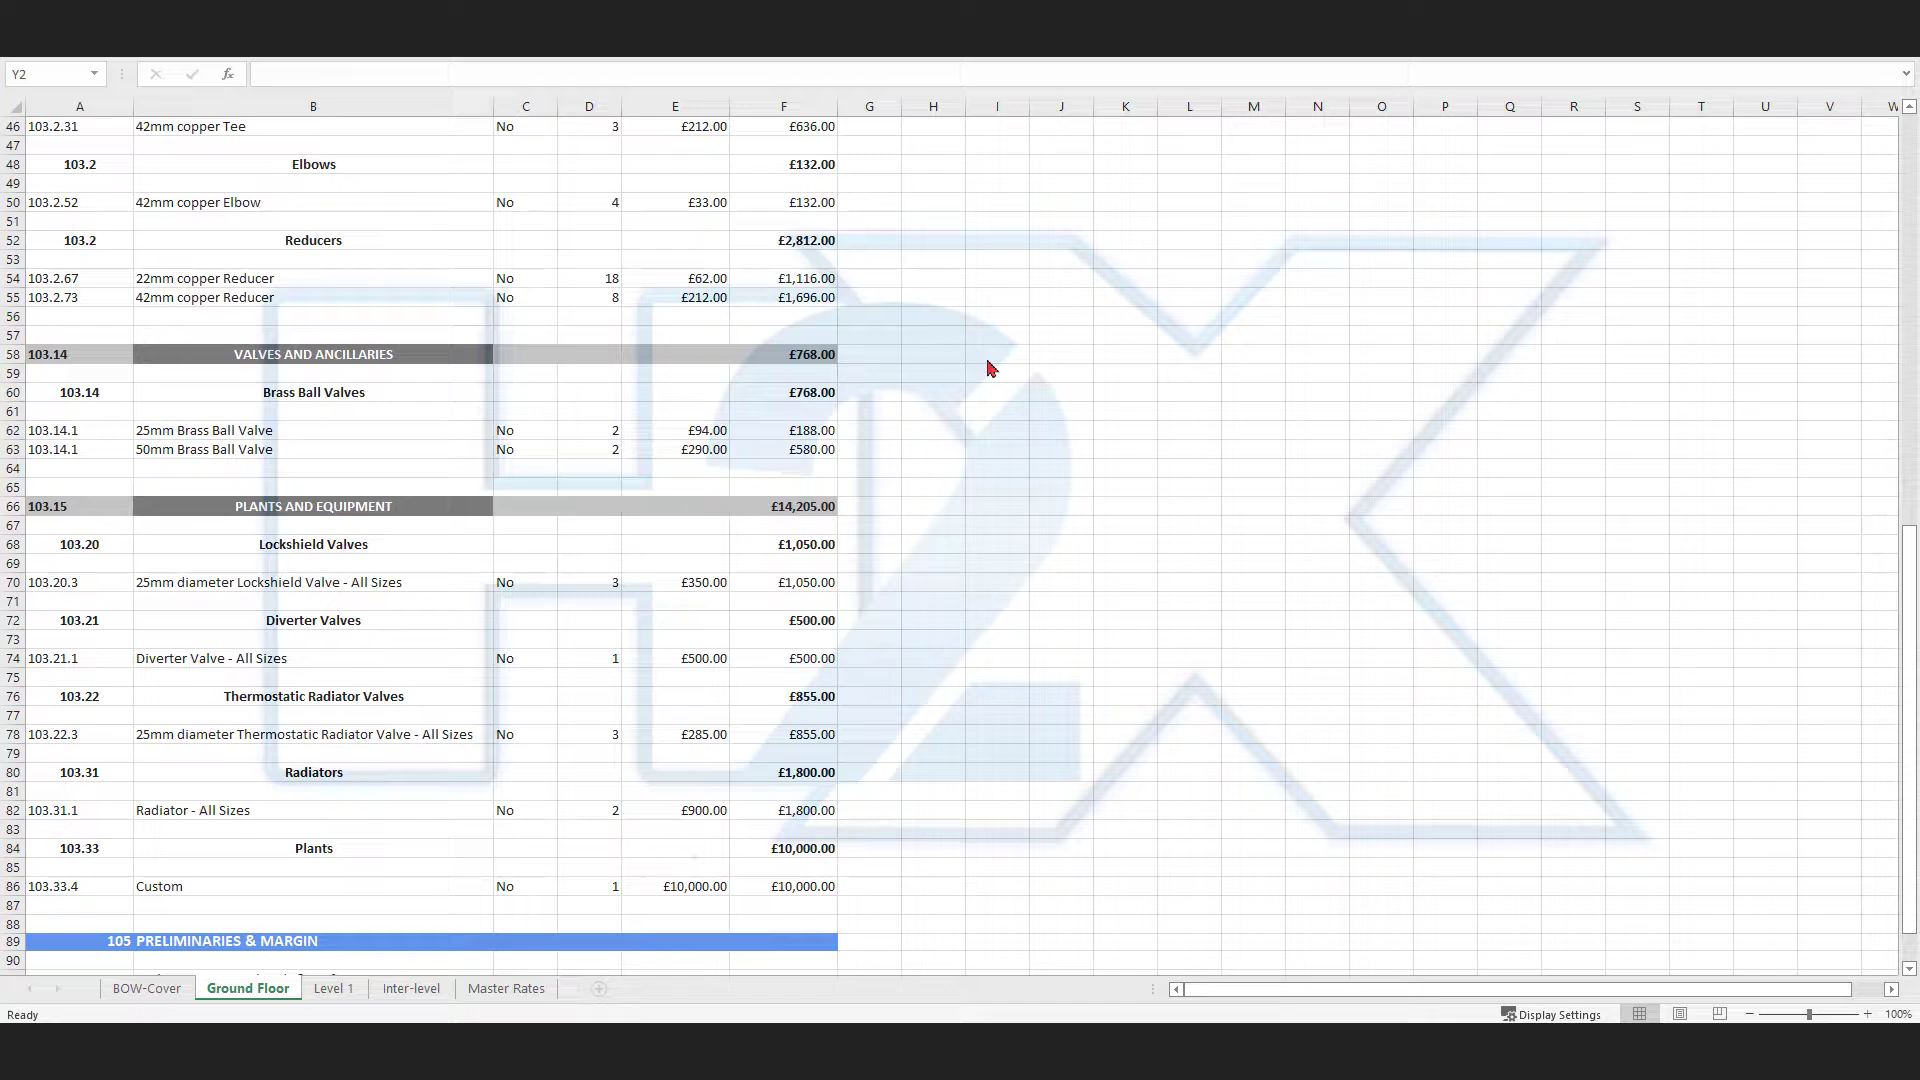 Y2 fx
A B C D E F G H I J K L M N O P Q R S T U V W
46 103.2.31 42mm copper Tee No 3 £212.00 £636.00
47
48 103.2 Elbows £132.00
49
50 103.2.52 42mm copper Elbow No 4 £33.00 £132.00
51
52 103.2 Reducers £2,812.00
53
54 103.2.67 22mm copper Reducer No 18 £62.00 £1,116.00
55 103.2.73 42mm copper Reducer No 8 £212.00 £1,696.00
56
57
58 103.14 VALVES AND ANCILLARIES £768.00
59
60 103.14 Brass Ball Valves £768.00
61
62 103.14.1 25mm Brass Ball Valve No 2 £94.00 £188.00
63 103.14.1 50mm Brass Ball Valve No 2 £290.00 £580.00
64
65
66 103.15 PLANTS AND EQUIPMENT £14,205.00
67
68 103.20 Lockshield Valves £1,050.00
69
70 103.20.3 25mm diameter Lockshield Valve - All Sizes No 3 £350.00 £1,050.00
71
72 103.21 Diverter Valves £500.00
73
74 103.21.1 Diverter Valve - All Sizes No 1 £500.00 £500.00
75
76 103.22 Thermostatic Radiator Valves £855.00
77
78 103.22.3 25mm diameter Thermostatic Radiator Valve - All Sizes No 3 £285.00 £855.00
79
80 103.31 Radiators £1,800.00
81
82 103.31.1 Radiator - All Sizes No 2 £900.00 £1,800.00
83
84 103.33 Plants £10,000.00
85
86 103.33.4 Custom No 1 £10,000.00 £10,000.00
87
88
89 105 PRELIMINARIES & MARGIN
90
H2X
BOW-Cover Ground Floor Level 1 Inter-level Master Rates
Ready Display Settings 100%